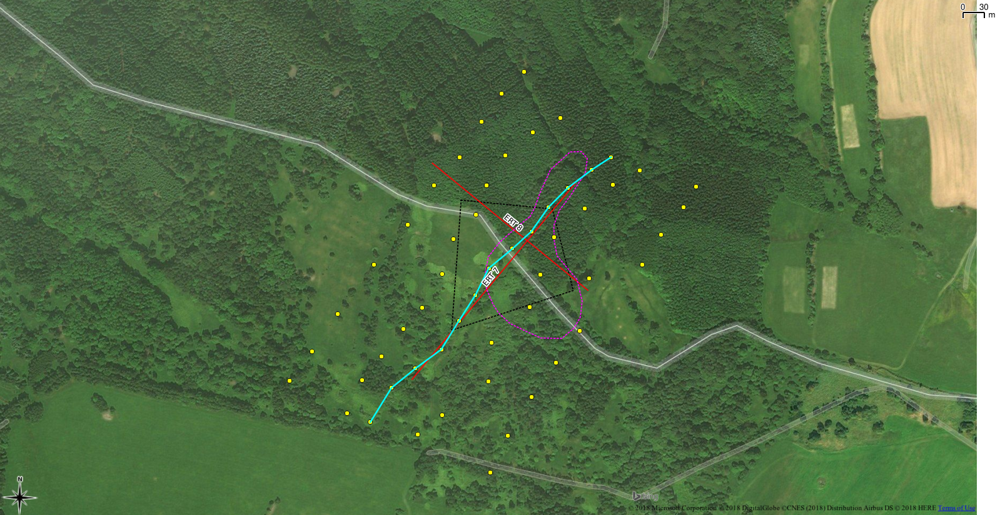 0 30
m
ERT 8
ERT 7
N
bing
© 2018 Microsoft Corporation © 2018 DigitalGlobe ©CNES (2018) Distribution Airbus DS © 2018 HERE Terms of Use